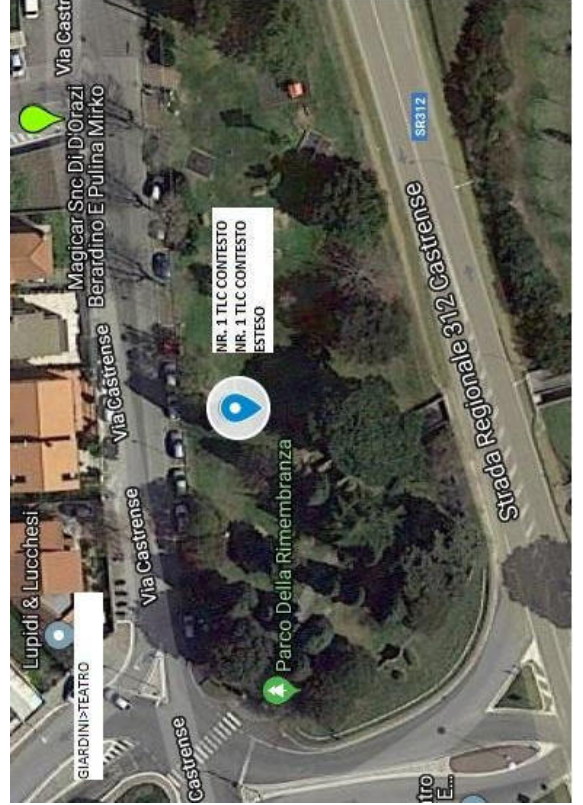 Via Castr
Magicar Snc Di D'Orazi
Berardino E Pulina Mirko
Via Castrense
Via Castrense
Castrense
Lupidi & Lucchesi
GIARDINI>TEATRO
NR. 1 TLC CONTESTO
NR. 1 TLC CONTESTO
ESTESO
Parco Della Rimembranza
Strada Regionale 312 Castrense
SR312
tro
E...